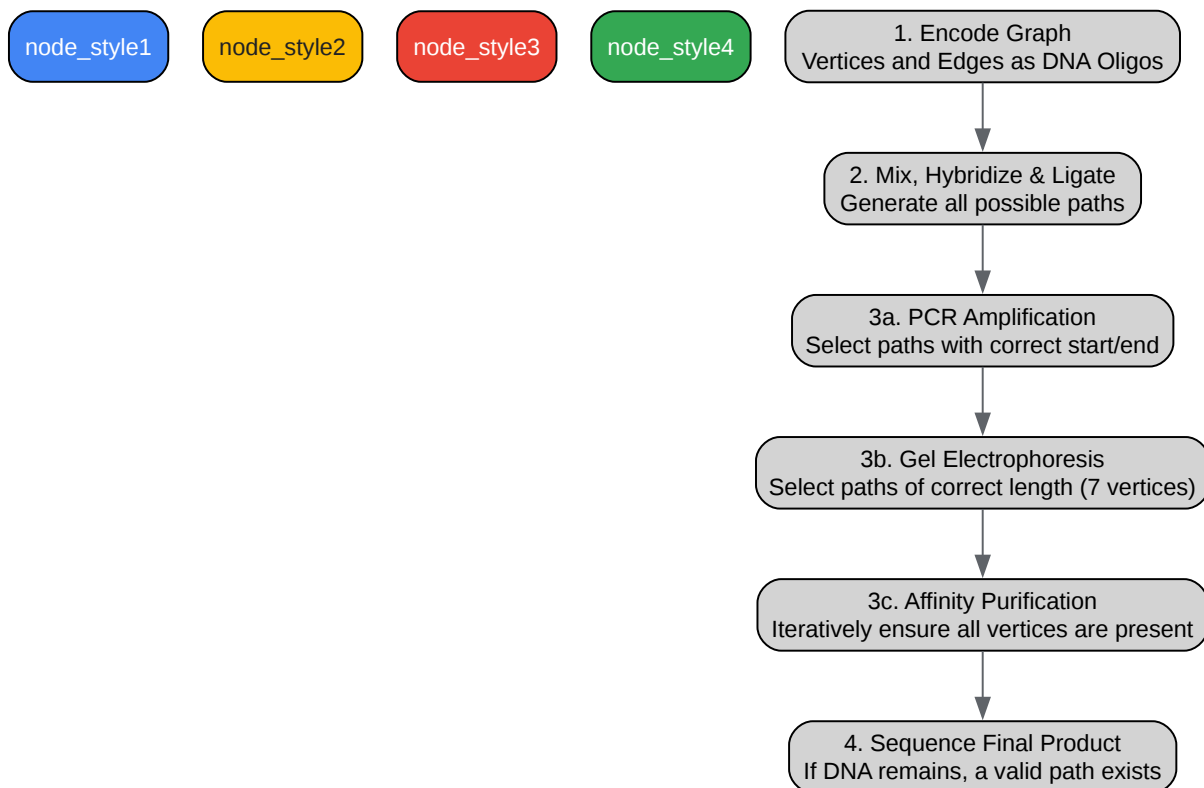 node_style1
node_style2
node_style3
node_style4
1. Encode Graph
Vertices and Edges as DNA Oligos
2. Mix, Hybridize & Ligate
Generate all possible paths
3a. PCR Amplification
Select paths with correct start/end
3b. Gel Electrophoresis
Select paths of correct length (7 vertices)
3c. Affinity Purification
Iteratively ensure all vertices are present
4. Sequence Final Product
If DNA remains, a valid path exists